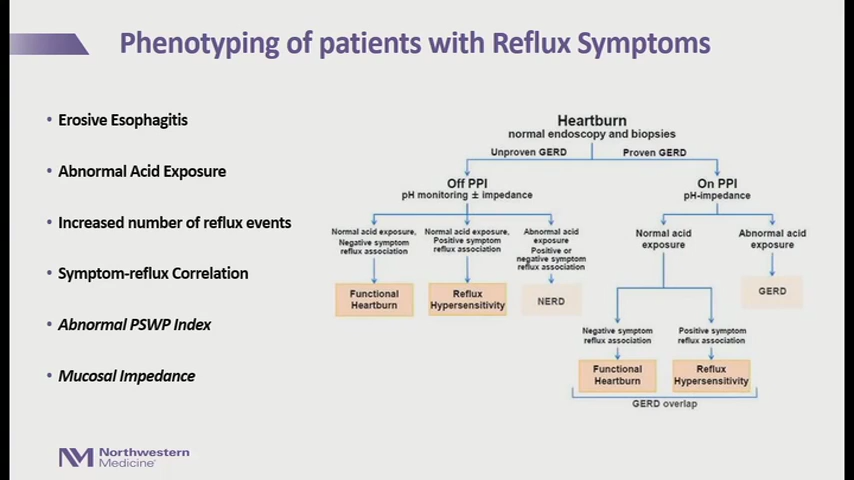 Phenotyping of patients with Reflux Symptoms
• Erosive Esophagitis
• Abnormal Acid Exposure
• Increased number of reflux events
• Symptom-reflux Correlation
• Abnormal PSWP Index
• Mucosal Impedance
Heartburn
normal endoscopy and biopsies
Unproven GERD
Proven GERD
Off PPI
pH monitoring ± impedance
On PPI
pH-impedance
Normal acid exposure,
Negative symptom
reflux association
Normal acid exposure,
Positive symptom
reflux association
Abnormal acid
exposure
Positive or
negative symptom
reflux association
Normal acid
exposure
Abnormal acid
exposure
Functional
Heartburn
Reflux
Hypersensitivity
NERD
GERD
Negative symptom
reflux association
Positive symptom
reflux association
Functional
Heartburn
Reflux
Hypersensitivity
GERD overlap
NM Northwestern
Medicine